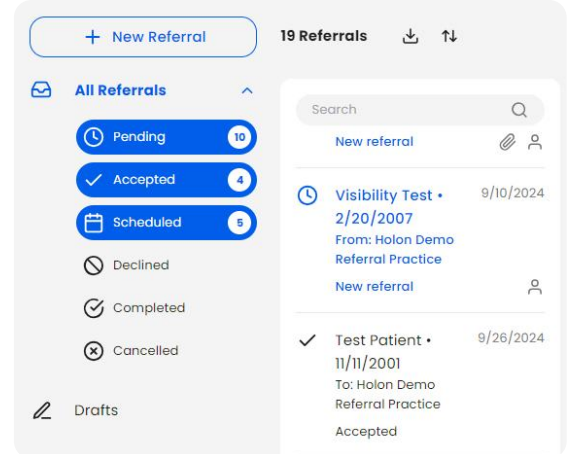 + New Referral
All Referrals
Pending 10
Accepted 4
Scheduled 5
Declined
Completed
Cancelled
Drafts
19 Referrals
Search
New referral
Visibility Test • 9/10/2024
2/20/2007
From: Holon Demo
Referral Practice
New referral
Test Patient • 9/26/2024
11/11/2001
To: Holon Demo
Referral Practice
Accepted